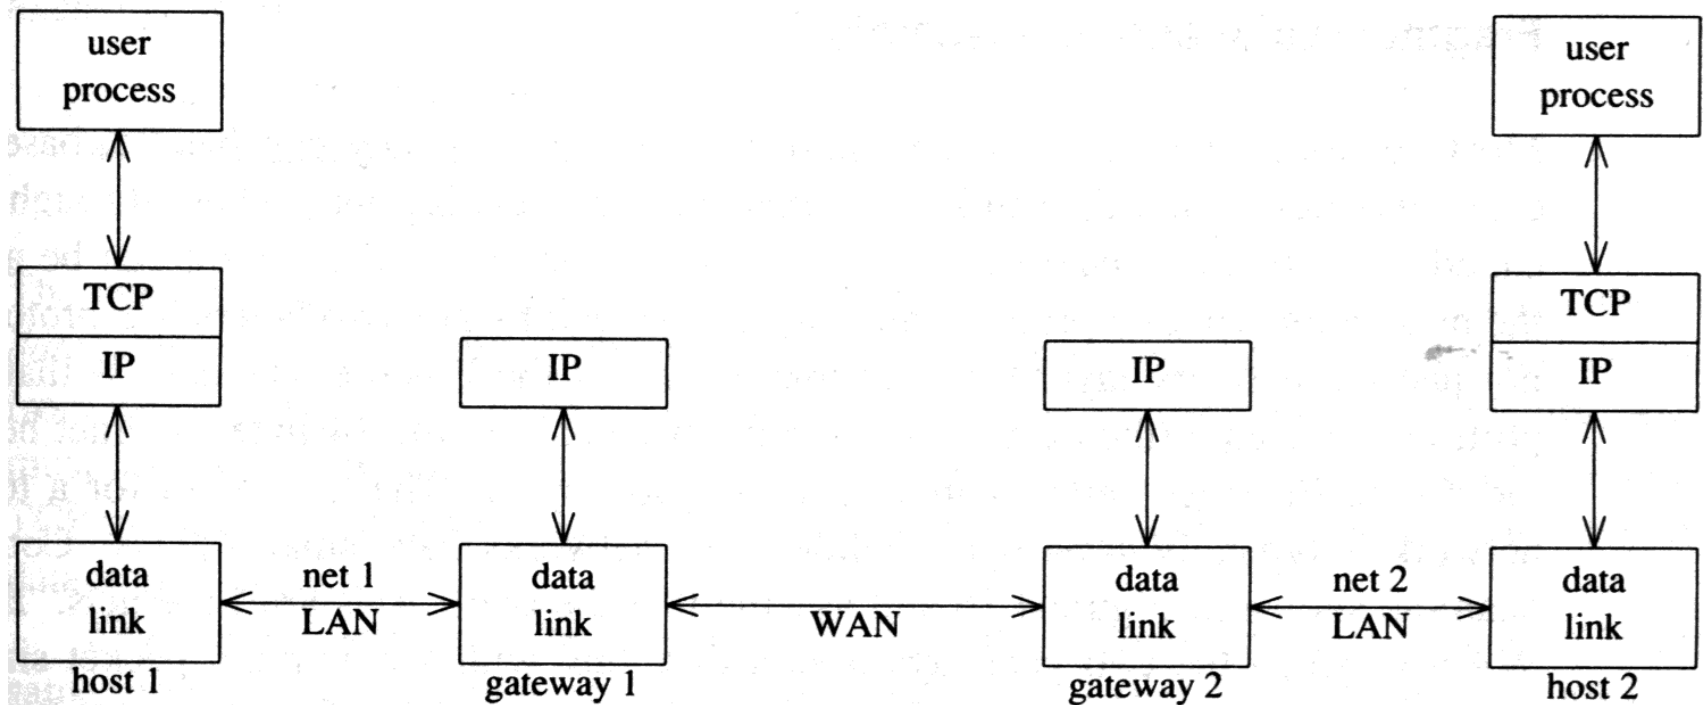 user
process
user
process
TCP
IP
IP
IP
TCP
IP
data
link
net 1
LAN
data
link
WAN
data
link
net 2
LAN
data
link
host 1
gateway 1
gateway 2
host 2